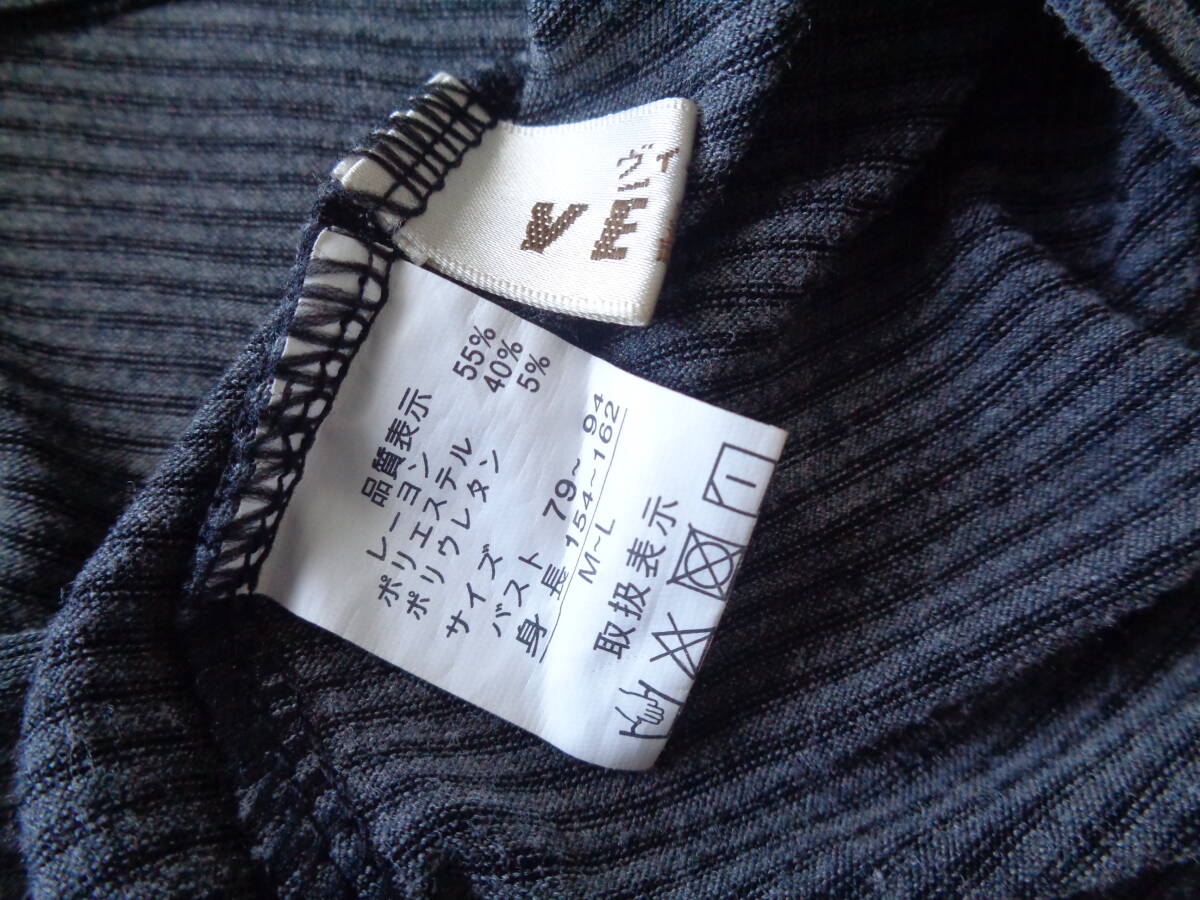 品質表示
レーヨン 55%
ポリエステル 40%
ポリウレタン 5%
サイズ
バスト 79~94
身長 154~162
M~L
取扱表示